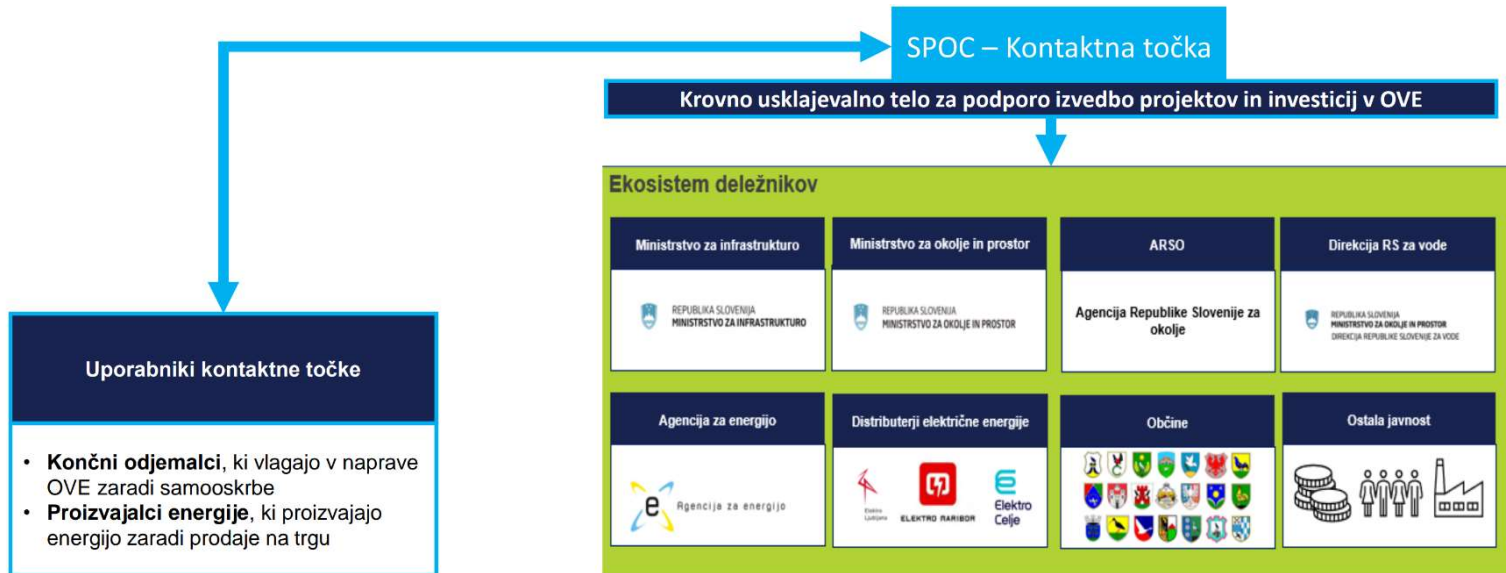 SPOC – Kontaktna točka
Krovno usklajevalno telo za podporo izvedbo projektov in investicij v OVE
Ekosistem deležnikov
Ministrstvo za infrastrukturo
REPUBLIKA SLOVENIJA
MINISTRSTVO ZA INFRASTRUKTURO
Ministrstvo za okolje in prostor
REPUBLIKA SLOVENIJA
MINISTRSTVO ZA OKOLJE IN PROSTOR
ARSO
Agencija Republike Slovenije za
okolje
Direkcija RS za vode
REPUBLIKA SLOVENIJA
MINISTRSTVO ZA OKOLJE IN PROSTOR
DIREKCIJA REPUBLIKE SLOVENIJE ZA VODE
Agencija za energijo
e Agencija za energijo
Distributerji električne energije
Elektro
Ljubljana
ELEKTRO MARIBOR
Elektro
Celje
Občine
Ostala javnost
Uporabniki kontaktne točke
• Končni odjemalci, ki vlagajo v naprave
OVE zaradi samooskrbe
• Proizvajalci energije, ki proizvajajo
energijo zaradi prodaje na trgu